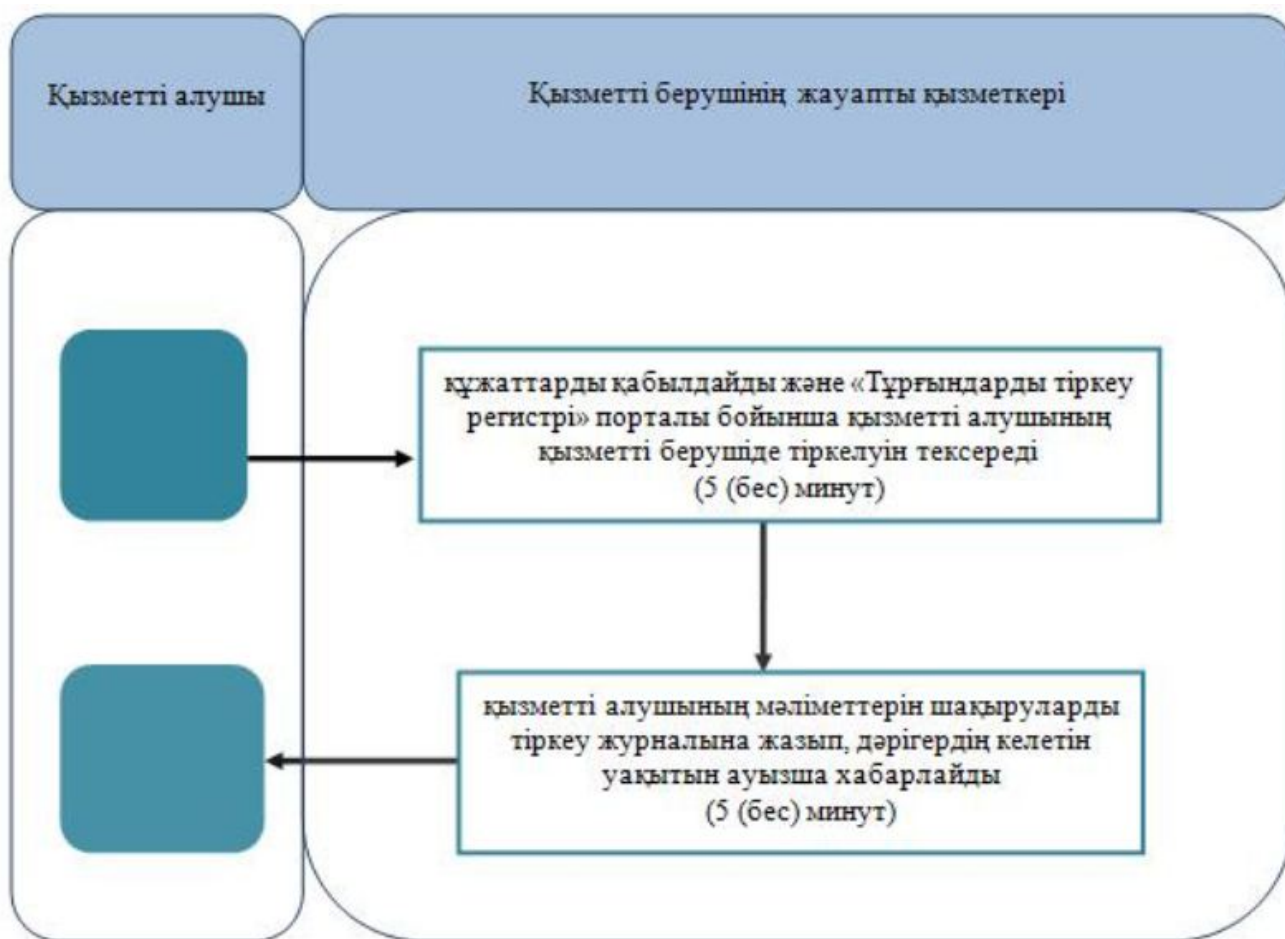 Қызметті алушы
Қызметті берушінің жауапты қызметкері
құжаттарды қабылдайды және «Тұрғындарды тіркеу
регистрі» порталы бойынша қызметті алушының
қызметті берушіде тіркелуін тексереді
(5 (бес) минут)
қызметті алушының мәліметтерін шақыруларды
тіркеу журналына жазып, дәрігердің келетін
уақытын ауызша хабарлайды
(5 (бес) минут)